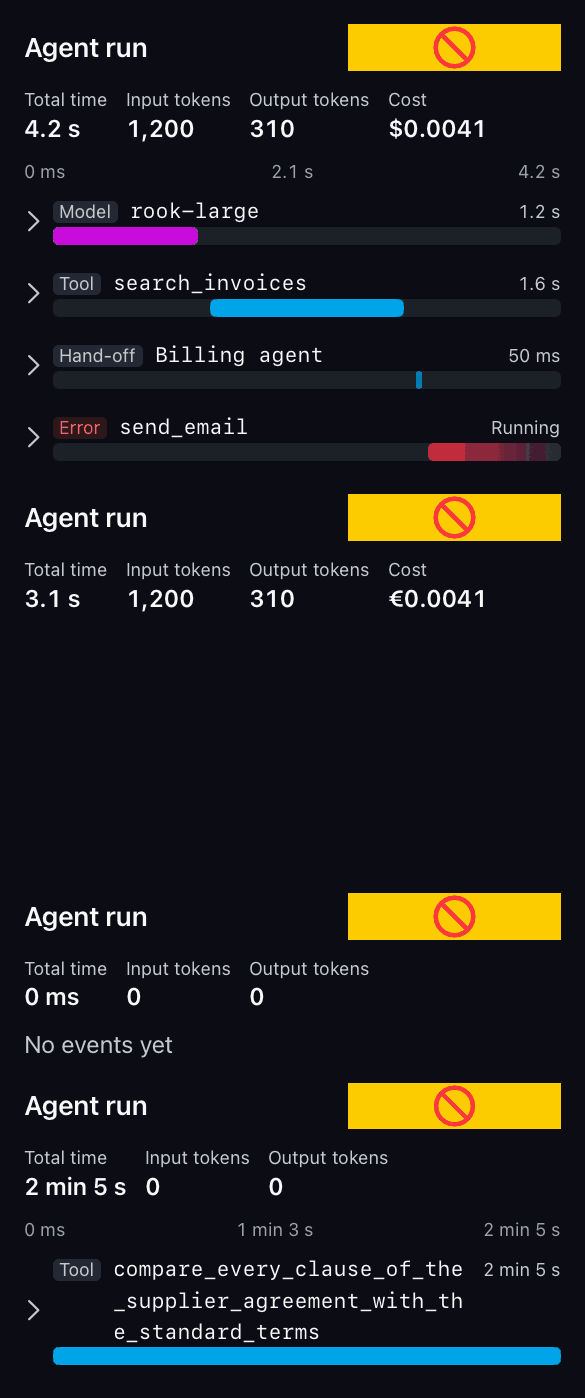 Agent run
Total time Input tokens Output tokens Cost
4.2 s 1,200 310 $0.0041
0 ms 2.1 s 4.2 s
Model rook-large 1.2 s
Tool search_invoices 1.6 s
Hand-off Billing agent 50 ms
Error send_email Running
Agent run
Total time Input tokens Output tokens Cost
3.1 s 1,200 310 €0.0041
Agent run
Total time Input tokens Output tokens
0 ms 0 0
No events yet
Agent run
Total time Input tokens Output tokens
2 min 5 s 0 0
0 ms 1 min 3 s 2 min 5 s
Tool compare_every_clause_of_the 2 min 5 s
_supplier_agreement_with_th
e_standard_terms